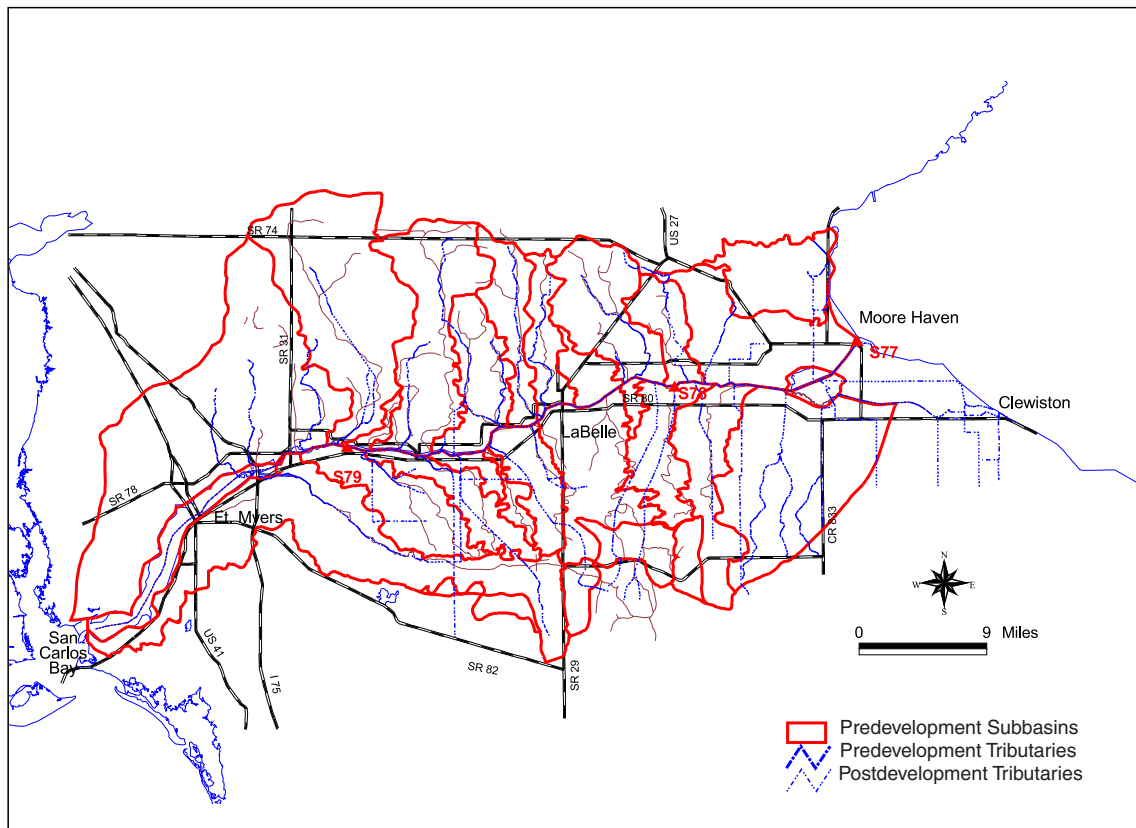 SR 74
US 27
SR 31
Moore Haven
S77
S78
SR 80
Clewiston
LaBelle
S79
SR 78
Ft. Myers
CR 833
N
W
E
S
San
Carlos
Bay
US 41
I 75
SR 82
SR 29
0
9 Miles
Predevelopment Subbasins
Predevelopment Tributaries
Postdevelopment Tributaries